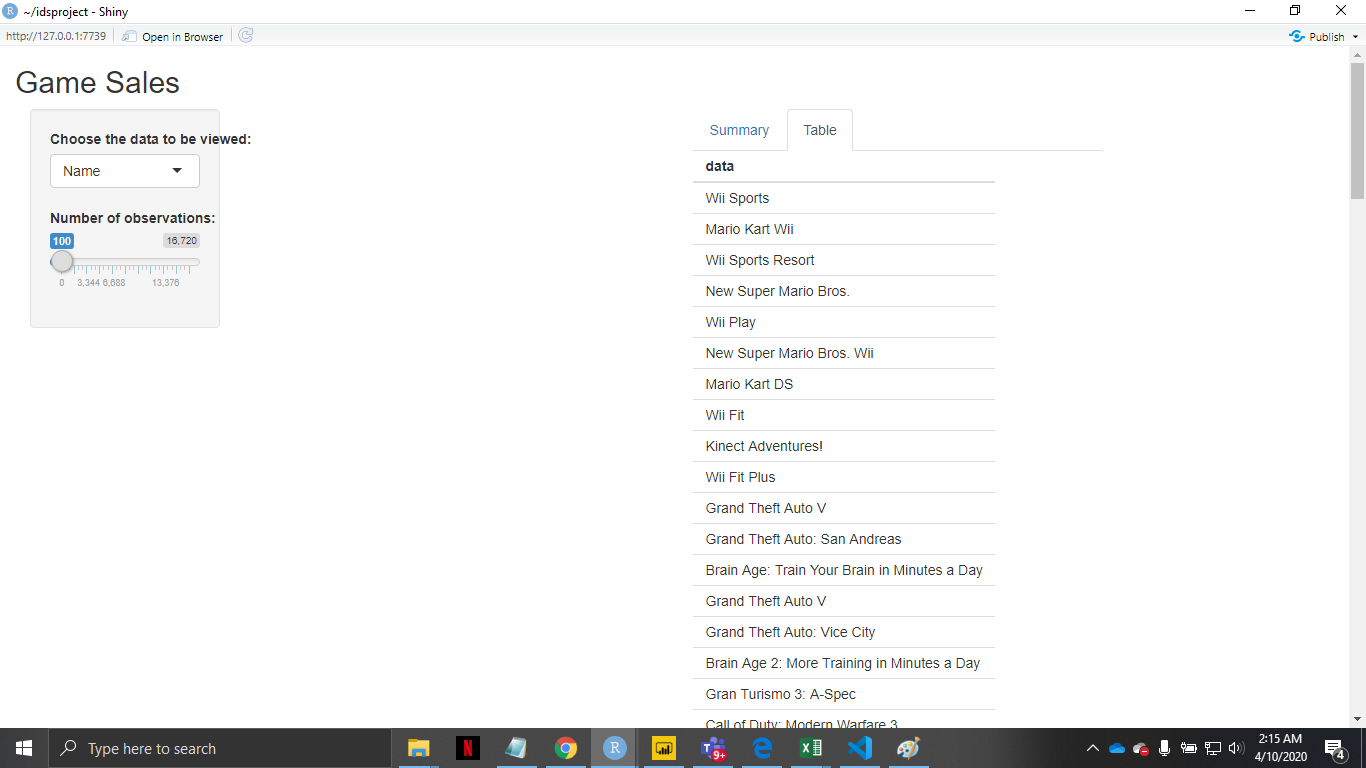 ~/idsproject - Shiny
http://127.0.0.1:7739 Open in Browser Publish
Game Sales
Choose the data to be viewed:
Name
Number of observations:
100 16,720
0 3,344 6,688 13,376
Summary Table
data
Wii Sports
Mario Kart Wii
Wii Sports Resort
New Super Mario Bros.
Wii Play
New Super Mario Bros. Wii
Mario Kart DS
Wii Fit
Kinect Adventures!
Wii Fit Plus
Grand Theft Auto V
Grand Theft Auto: San Andreas
Brain Age: Train Your Brain in Minutes a Day
Grand Theft Auto V
Grand Theft Auto: Vice City
Brain Age 2: More Training in Minutes a Day
Gran Turismo 3: A-Spec
Call of Duty: Modern Warfare 3
Type here to search
9+
2:15 AM
4/10/2020
4